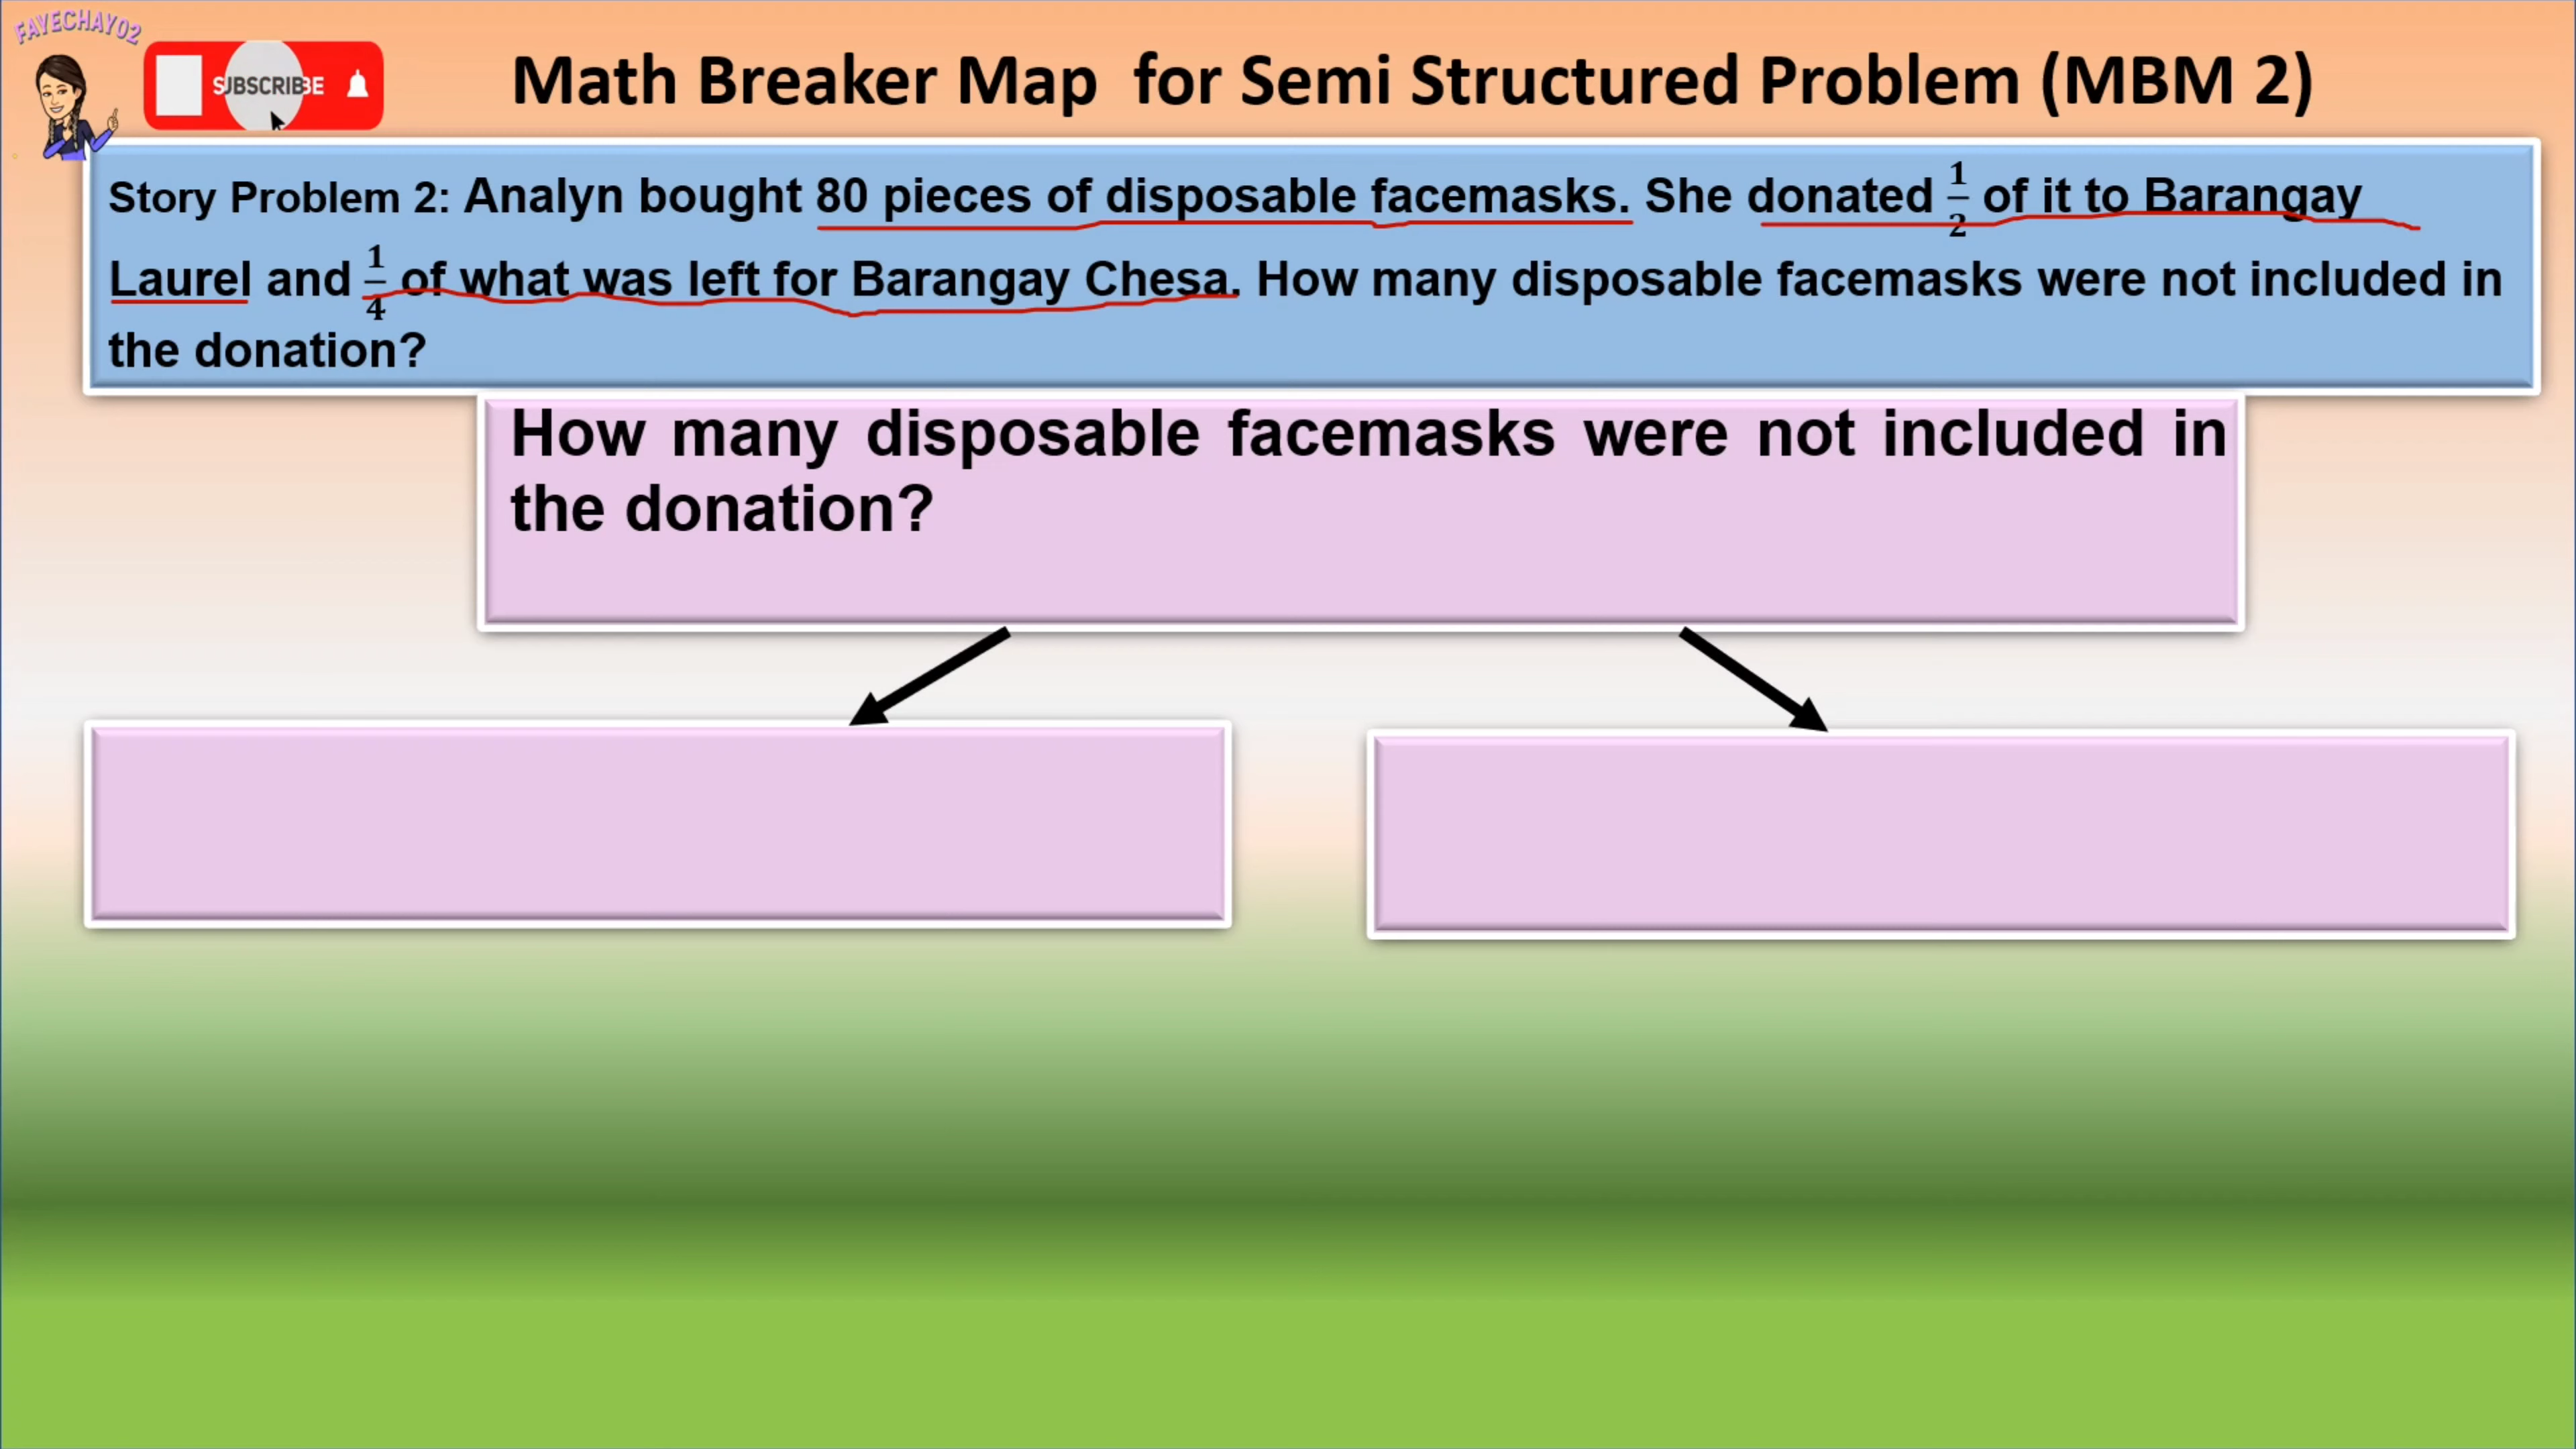 FAYECHAY02
SUBSCRIBE
Math Breaker Map for Semi Structured Problem (MBM 2)
Story Problem 2: Analyn bought 80 pieces of disposable facemasks. She donated 1/2 of it to Barangay
Laurel and 1/4 of what was left for Barangay Chesa. How many disposable facemasks were not included in
the donation?
How many disposable facemasks were not included in
the donation?